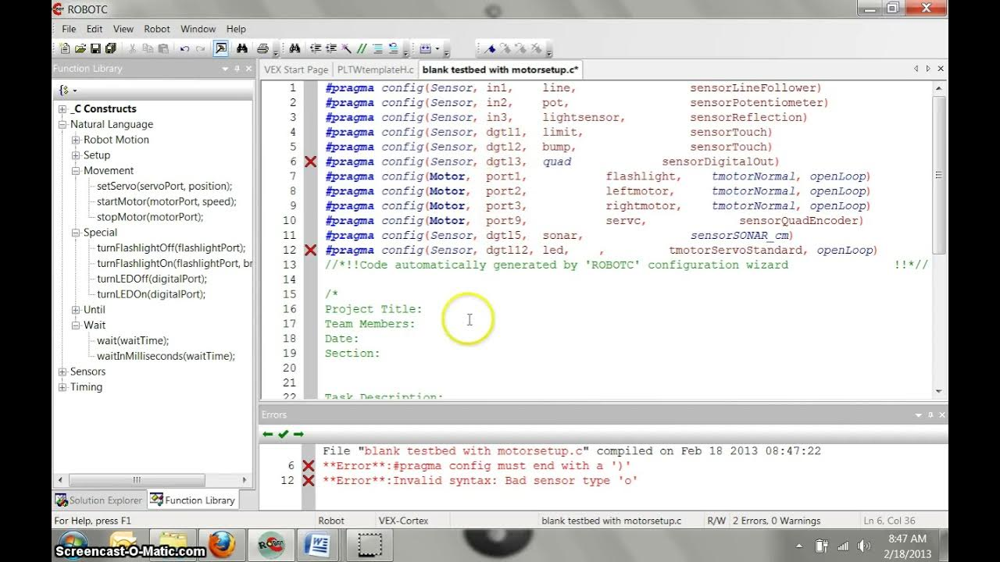 ROBOTC
File Edit View Robot Window Help
Function Library
VEX Start Page PLTWtemplateH.c blank testbed with motorsetup.c*
_C Constructs
Natural Language
Robot Motion
Setup
Movement
setServo(servoPort, position);
startMotor(motorPort, speed);
stopMotor(motorPort);
Special
turnFlashlightOff(flashlightPort);
turnFlashlightOn(flashlightPort, br
turnLEDOff(digitalPort);
turnLEDOn(digitalPort);
Until
Wait
wait(waitTime);
waitInMilliseconds(waitTime);
Sensors
Timing
Solution Explorer Function Library
1 #pragma config(Sensor, in1, line, sensorLineFollower)
2 #pragma config(Sensor, in2, pot, sensorPotentiometer)
3 #pragma config(Sensor, in3, lightsensor, sensorReflection)
4 #pragma config(Sensor, dgtl1, limit, sensorTouch)
5 #pragma config(Sensor, dgtl2, bump, sensorTouch)
6 #pragma config(Sensor, dgtl3, quad sensorDigitalOut)
7 #pragma config(Motor, port1, flashlight, tmotorNormal, openLoop)
8 #pragma config(Motor, port2, leftmotor, tmotorNormal, openLoop)
9 #pragma config(Motor, port3, rightmotor, tmotorNormal, openLoop)
10 #pragma config(Motor, port9, servc, sensorQuadEncoder)
11 #pragma config(Sensor, dgtl5, sonar, sensorSONAR_cm)
12 #pragma config(Sensor, dgtl12, led, , tmotorServoStandard, openLoop)
13 //*!!Code automatically generated by 'ROBOTC' configuration wizard !!*//
14
15 /*
16 Project Title:
17 Team Members:
18 Date:
19 Section:
20
21
22 Task Description:
Errors
File "blank testbed with motorsetup.c" compiled on Feb 18 2013 08:47:22
6 **Error**:#pragma config must end with a ')'
12 **Error**:Invalid syntax: Bad sensor type 'o'
For Help, press F1 Robot VEX-Cortex blank testbed with motorsetup.c R/W 2 Errors, 0 Warnings Ln 6, Col 36
Screencast-O-Matic.com
8:47 AM
2/18/2013